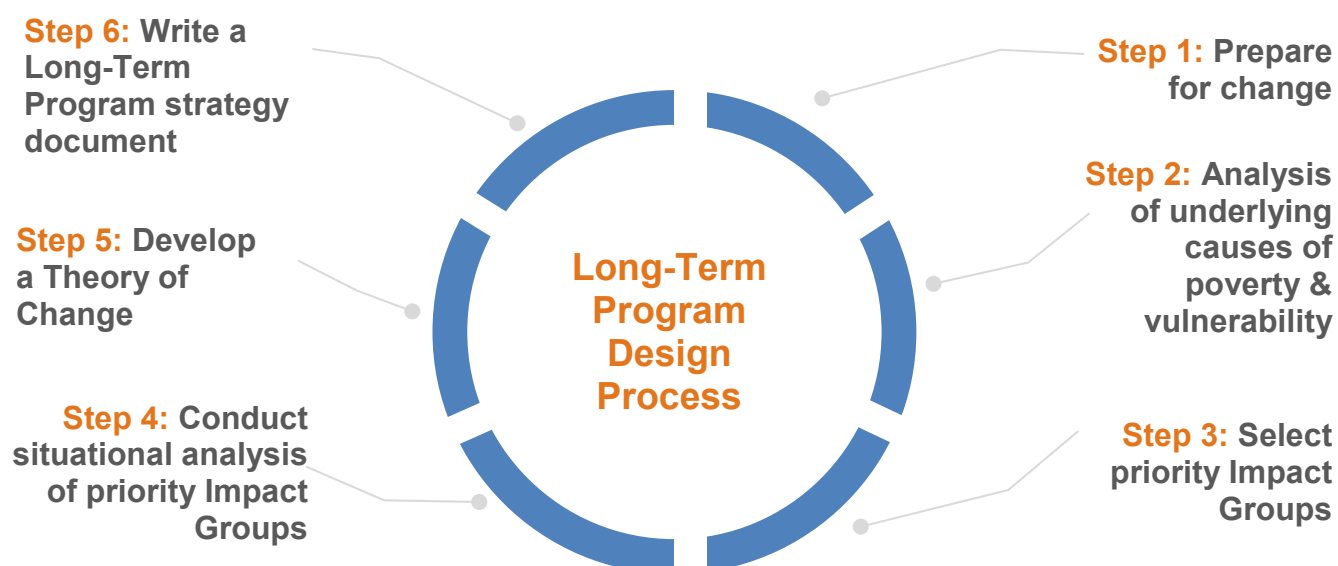 Long-Term
Program
Design
Process
Step 1: Prepare
for change
Step 2: Analysis
of underlying
causes of
poverty &
vulnerability
Step 3: Select
priority Impact
Groups
Step 4: Conduct
situational analysis
of priority Impact
Groups
Step 5: Develop
a Theory of
Change
Step 6: Write a
Long-Term
Program strategy
document